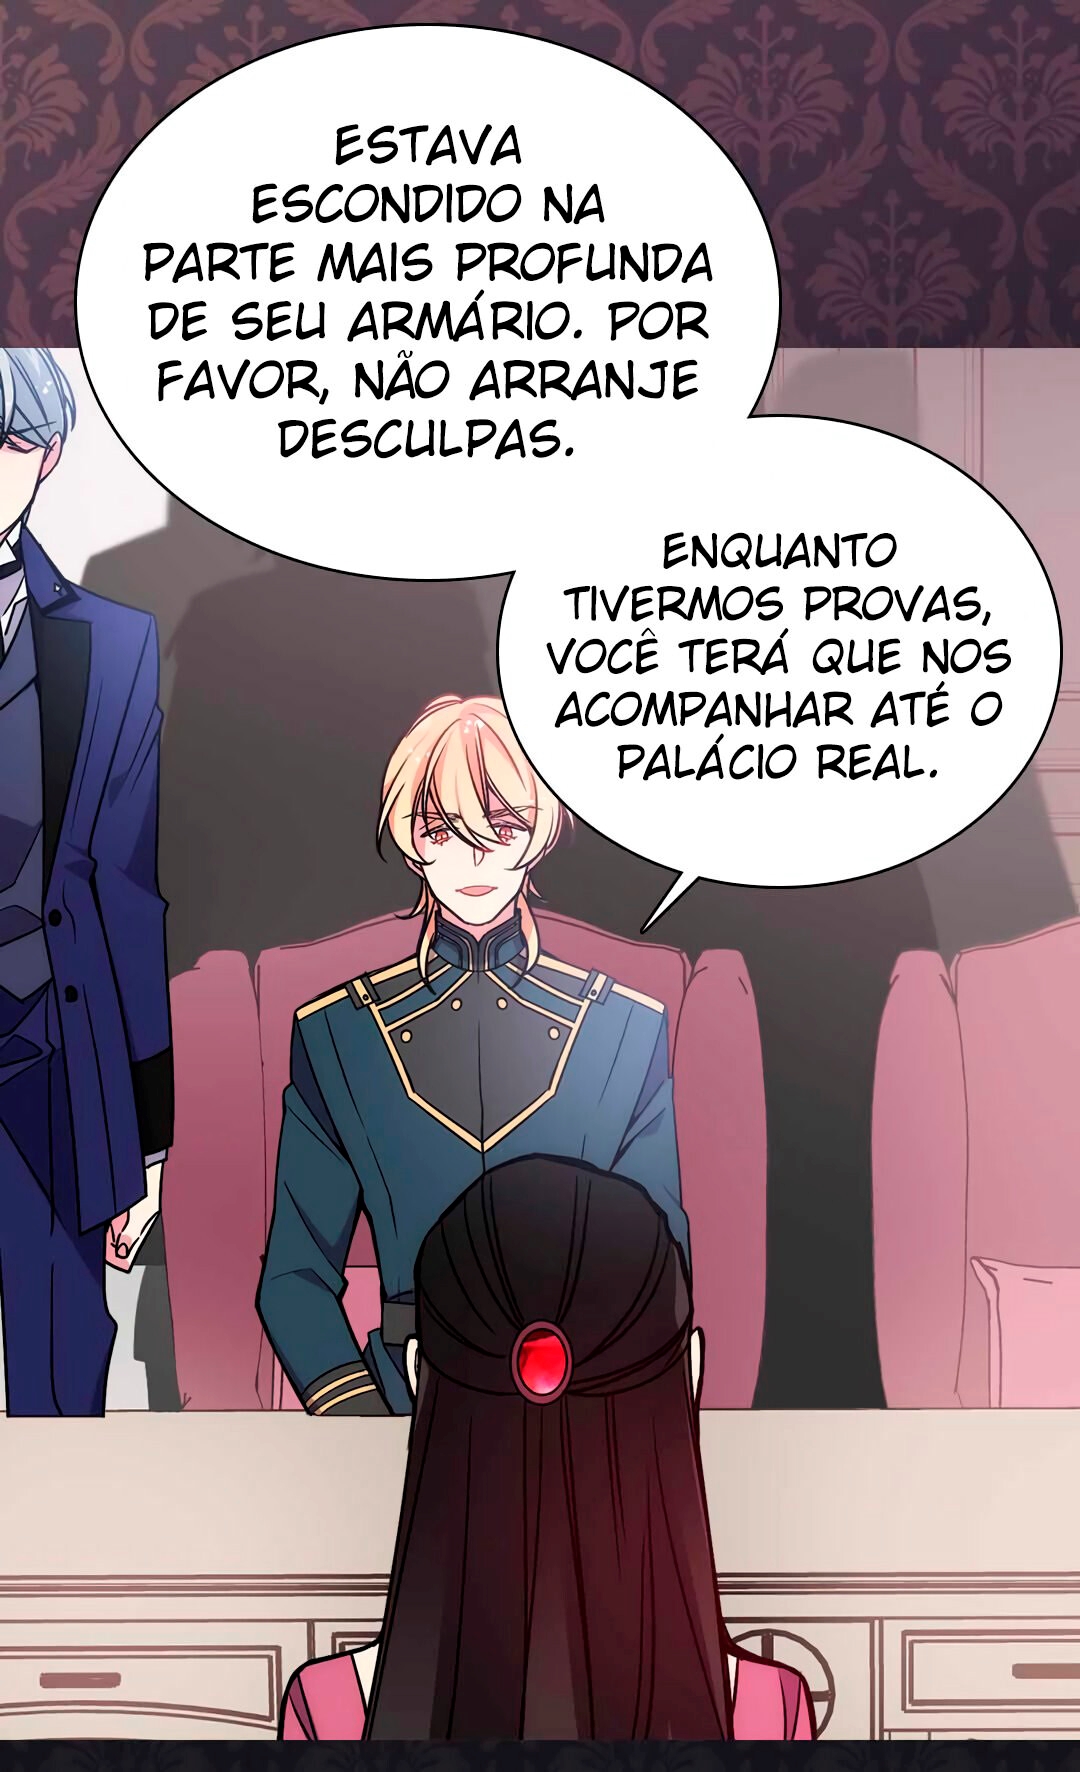 ESTAVA
ESCONDIDO NA
PARTE MAIS PROFUNDA
DE SEU ARMÁRIO. POR
FAVOR, NÃO ARRANJE
DESCULPAS.
ENQUANTO
TIVERMOS PROVAS,
VOCÊ TERÁ QUE NOS
ACOMPANHAR ATÉ O
PALÁCIO REAL.